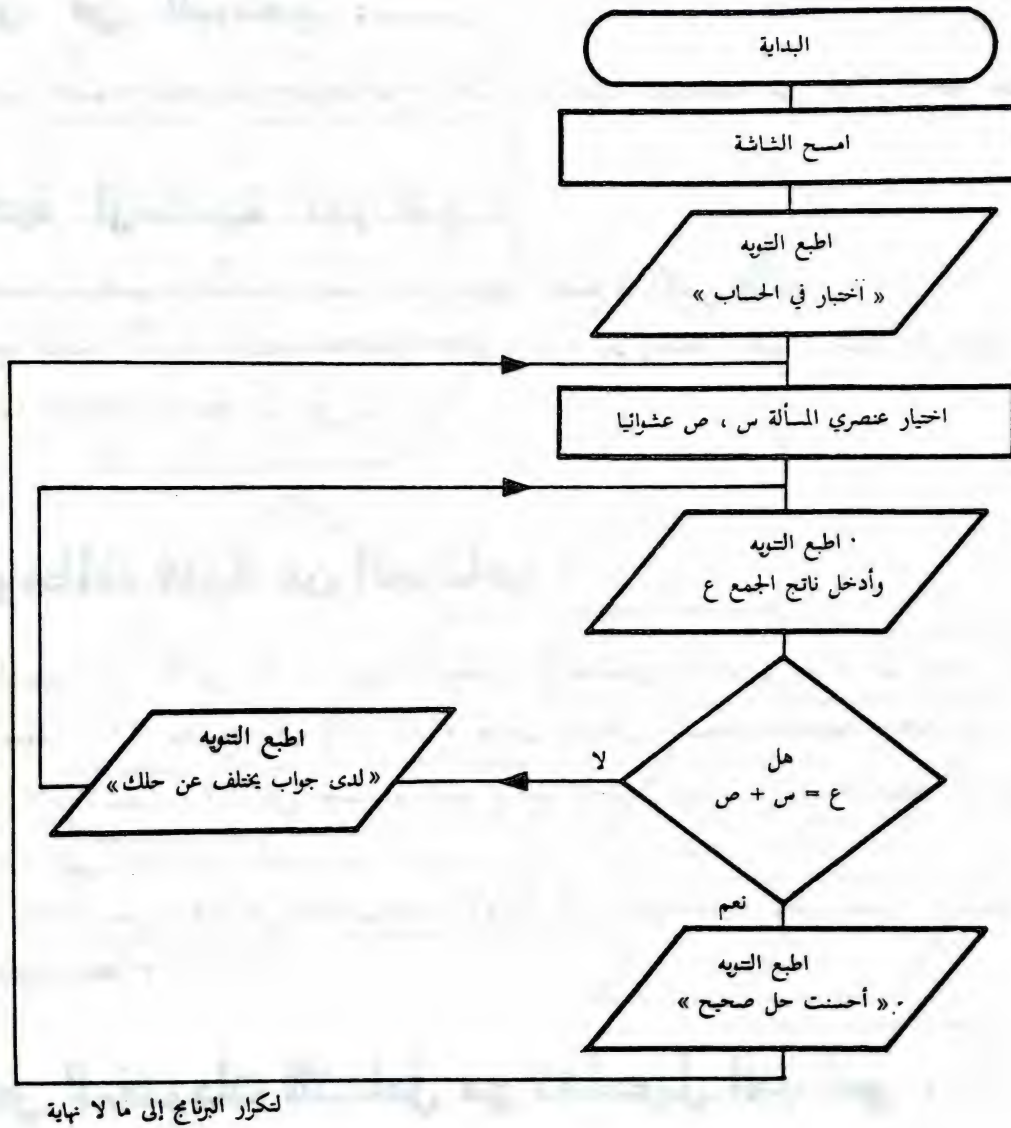 البداية
امسح الشاشة
اطبع التنويه
« اختبار في الحساب »
اختيار عنصري المسألة س ، ص عشوائيا
اطبع التنويه
وأدخل ناتج الجمع ع
هل
ع = س + ص
لا
اطبع التنويه
« لدى جواب يختلف عن حلك »
نعم
اطبع التنويه
« أحسنت حل صحيح »
لتكرار البرنامج إلى ما لا نهاية